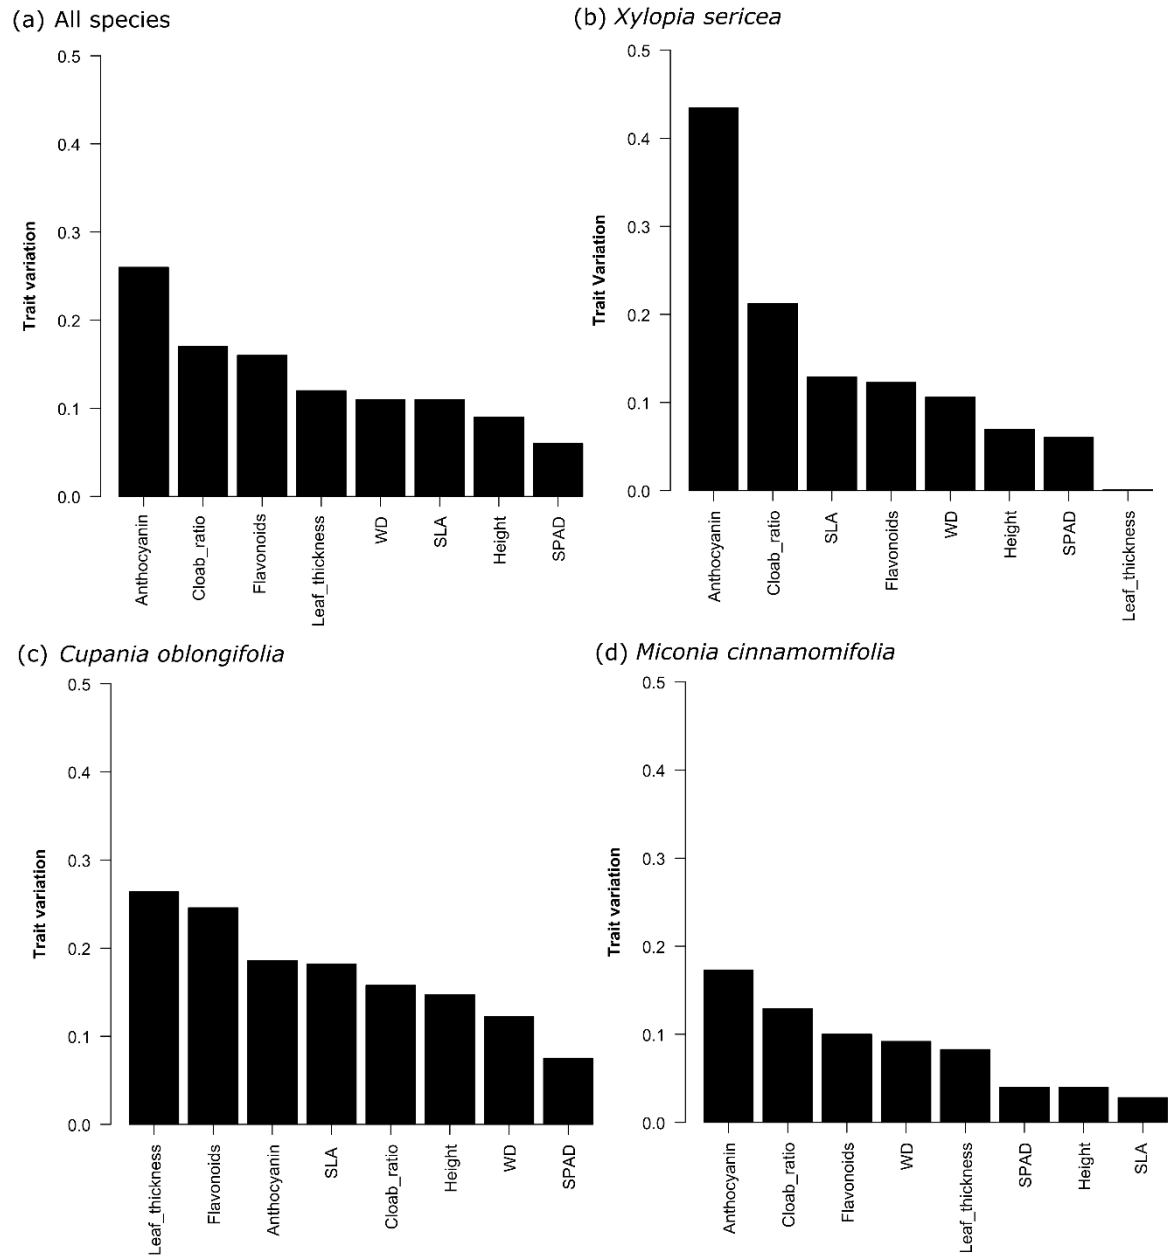 (a) All species
0.5
0.4
0.3
0.2
0.1
0.0
Trait variation
Anthocyanin
Cloab_ratio
Flavonoids
Leaf_thickness
WD
SLA
Height
SPAD
(b) Xylopia sericea
0.5
0.4
0.3
0.2
0.1
0.0
Trait Variation
Anthocyanin
Cloab_ratio
SLA
Flavonoids
WD
Height
SPAD
Leaf_thickness
(c) Cupania oblongifolia
0.5
0.4
0.3
0.2
0.1
0.0
Trait variation
Leaf_thickness
Flavonoids
Anthocyanin
SLA
Cloab_ratio
Height
WD
SPAD
(d) Miconia cinnamomifolia
0.5
0.4
0.3
0.2
0.1
0.0
Trait variation
Anthocyanin
Cloab_ratio
Flavonoids
WD
Leaf_thickness
SPAD
Height
SLA